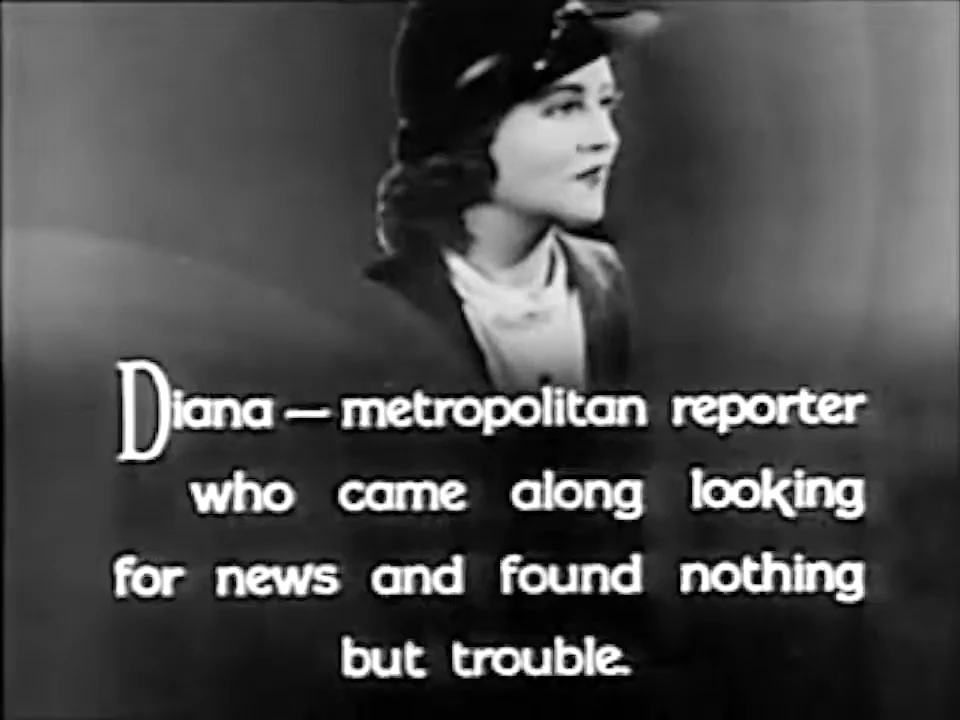 Diana — metropolitan reporter
who came along looking
for news and found nothing
but trouble.